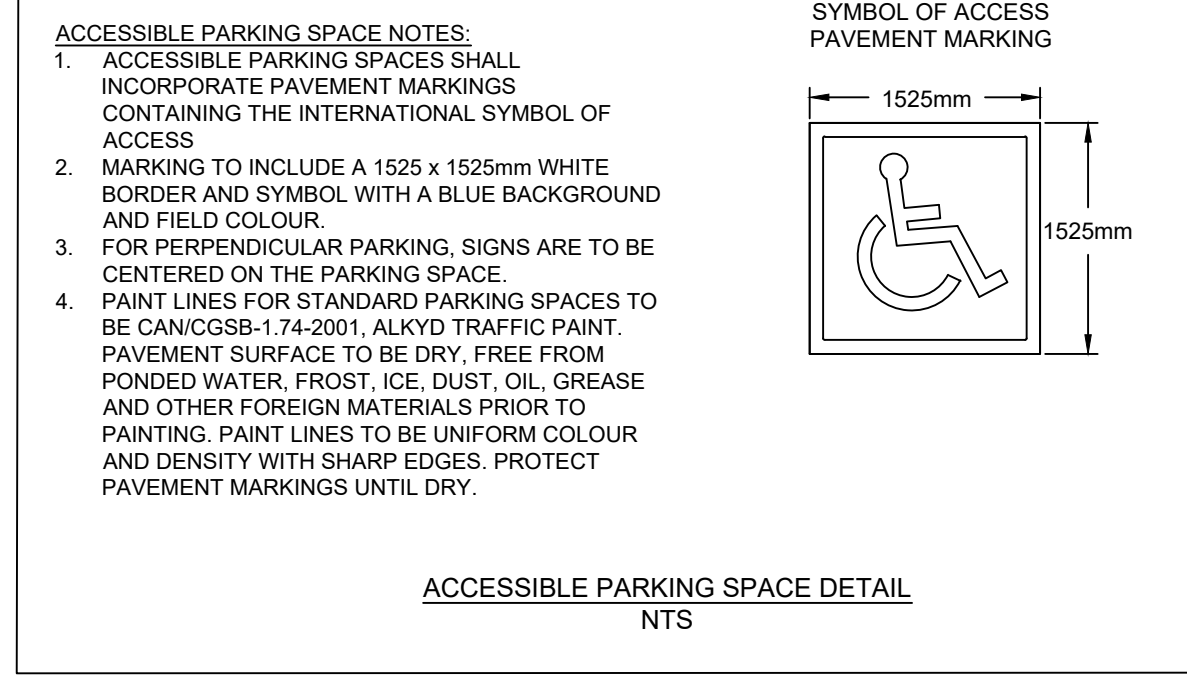 ACCESSIBLE PARKING SPACE NOTES:
1. ACCESSIBLE PARKING SPACES SHALL
INCORPORATE PAVEMENT MARKINGS
CONTAINING THE INTERNATIONAL SYMBOL OF
ACCESS
2. MARKING TO INCLUDE A 1525 x 1525mm WHITE
BORDER AND SYMBOL WITH A BLUE BACKGROUND
AND FIELD COLOUR.
3. FOR PERPENDICULAR PARKING, SIGNS ARE TO BE
CENTERED ON THE PARKING SPACE.
4. PAINT LINES FOR STANDARD PARKING SPACES TO
BE CAN/CGSB-1.74-2001, ALKYD TRAFFIC PAINT.
PAVEMENT SURFACE TO BE DRY, FREE FROM
PONDED WATER, FROST, ICE, DUST, OIL, GREASE
AND OTHER FOREIGN MATERIALS PRIOR TO
PAINTING. PAINT LINES TO BE UNIFORM COLOUR
AND DENSITY WITH SHARP EDGES. PROTECT
PAVEMENT MARKINGS UNTIL DRY.
SYMBOL OF ACCESS
PAVEMENT MARKING
1525mm
1525mm
ACCESSIBLE PARKING SPACE DETAIL
NTS